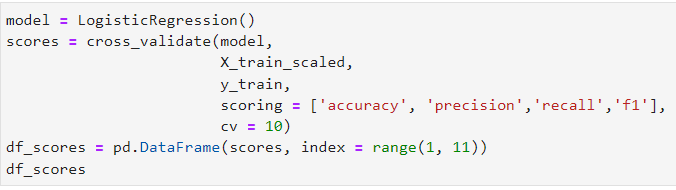 model = LogisticRegression()
scores = cross_validate(model,
                        X_train_scaled,
                        y_train,
                        scoring = ['accuracy', 'precision','recall','f1'],
                        cv = 10)
df_scores = pd.DataFrame(scores, index = range(1, 11))
df_scores